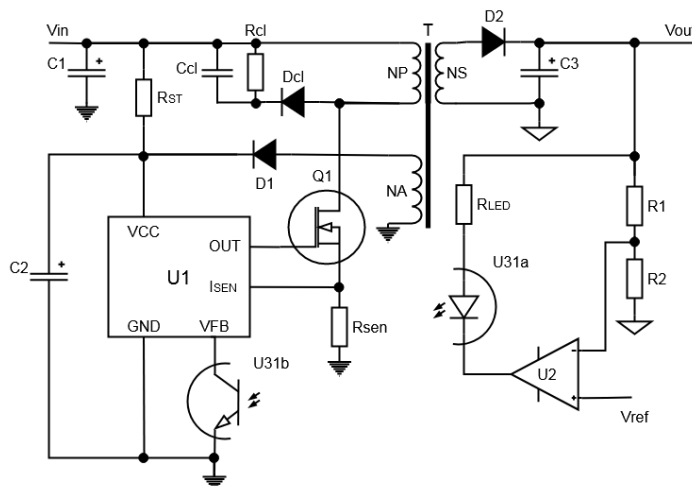 Vin
Rcl
T
D2
Vout
C1
+
Ccl
NP
NS
+
C3
Dcl
RST
D1
Q1
NA
RLED
R1
VCC
OUT
C2
+
U1
ISEN
U31a
R2
GND
VFB
Rsen
U31b
U2
-
+
Vref